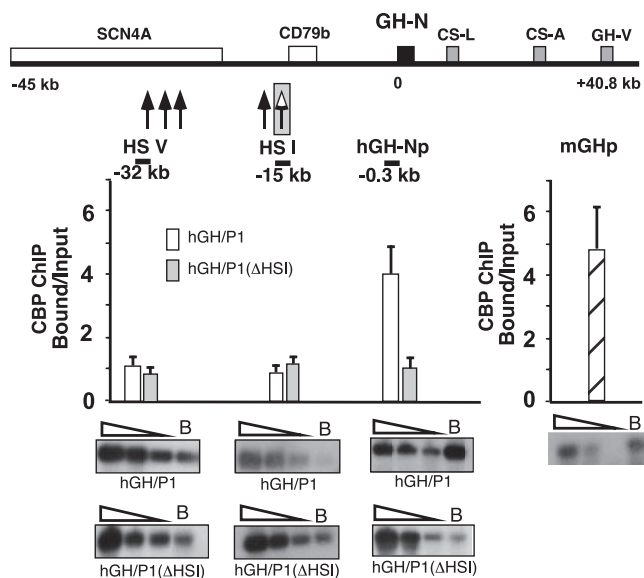 SCN4A CD79b GH-N CS-L CS-A GH-V
-45 kb 0 +40.8 kb
HS V HS I hGH-Np mGHp
-32 kb -15 kb -0.3 kb
CBP ChIP
Bound/Input
6
4
2
0
hGH/P1
hGH/P1(ΔHSI)
CBP ChIP
Bound/Input
6
4
2
0
B B B B
hGH/P1 hGH/P1 hGH/P1
B B B
hGH/P1(ΔHSI) hGH/P1(ΔHSI) hGH/P1(ΔHSI)